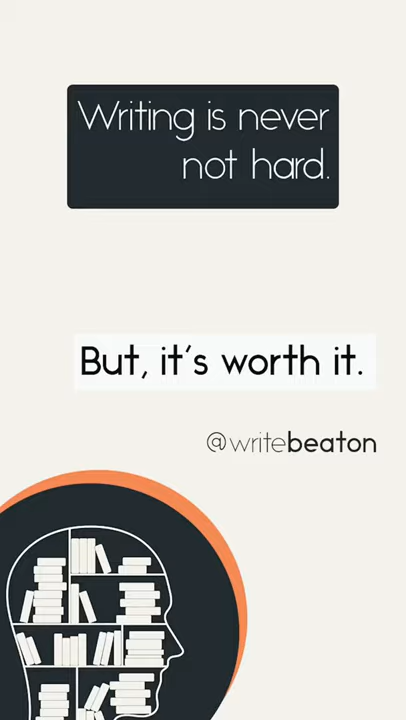 Writing is never
not hard.
But, it's worth it.
@writebeaton